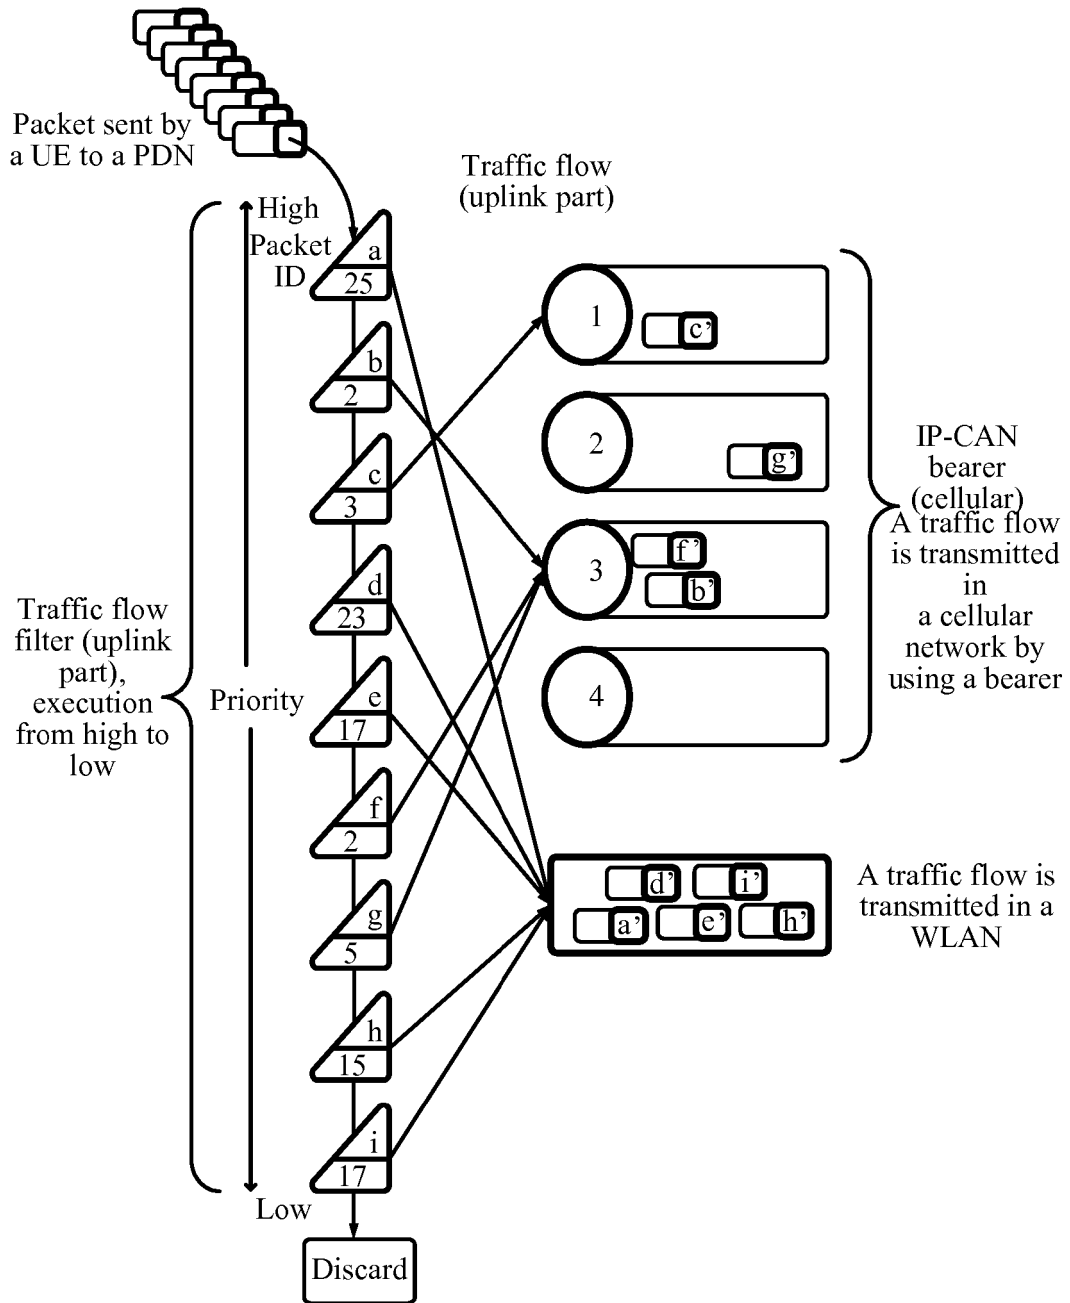 Packet sent by
a UE to a PDN
Traffic flow
(uplink part)
High
Packet
ID
a
25
b
2
c
3
d
23
e
17
f
2
g
5
h
15
i
17
Traffic flow
filter (uplink
part),
execution
from high to
low
Priority
Low
Discard
1
c’
2
g’
3
f’
b’
4
IP-CAN
bearer
(cellular)
A traffic flow
is transmitted
in
a cellular
network by
using a bearer
d’ i’
a’ e’ h’
A traffic flow is
transmitted in a
WLAN